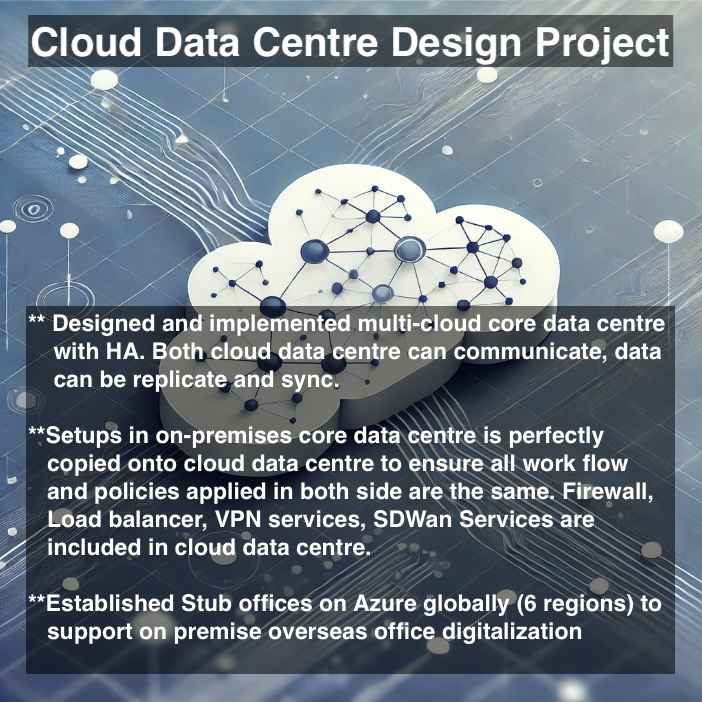 Cloud Data Centre Design Project
** Designed and implemented multi-cloud core data centre
with HA. Both cloud data centre can communicate, data
can be replicate and sync.
**Setups in on-premises core data centre is perfectly
copied onto cloud data centre to ensure all work flow
and policies applied in both side are the same. Firewall,
Load balancer, VPN services, SDWan Services are
included in cloud data centre.
**Established Stub offices on Azure globally (6 regions) to
support on premise overseas office digitalization